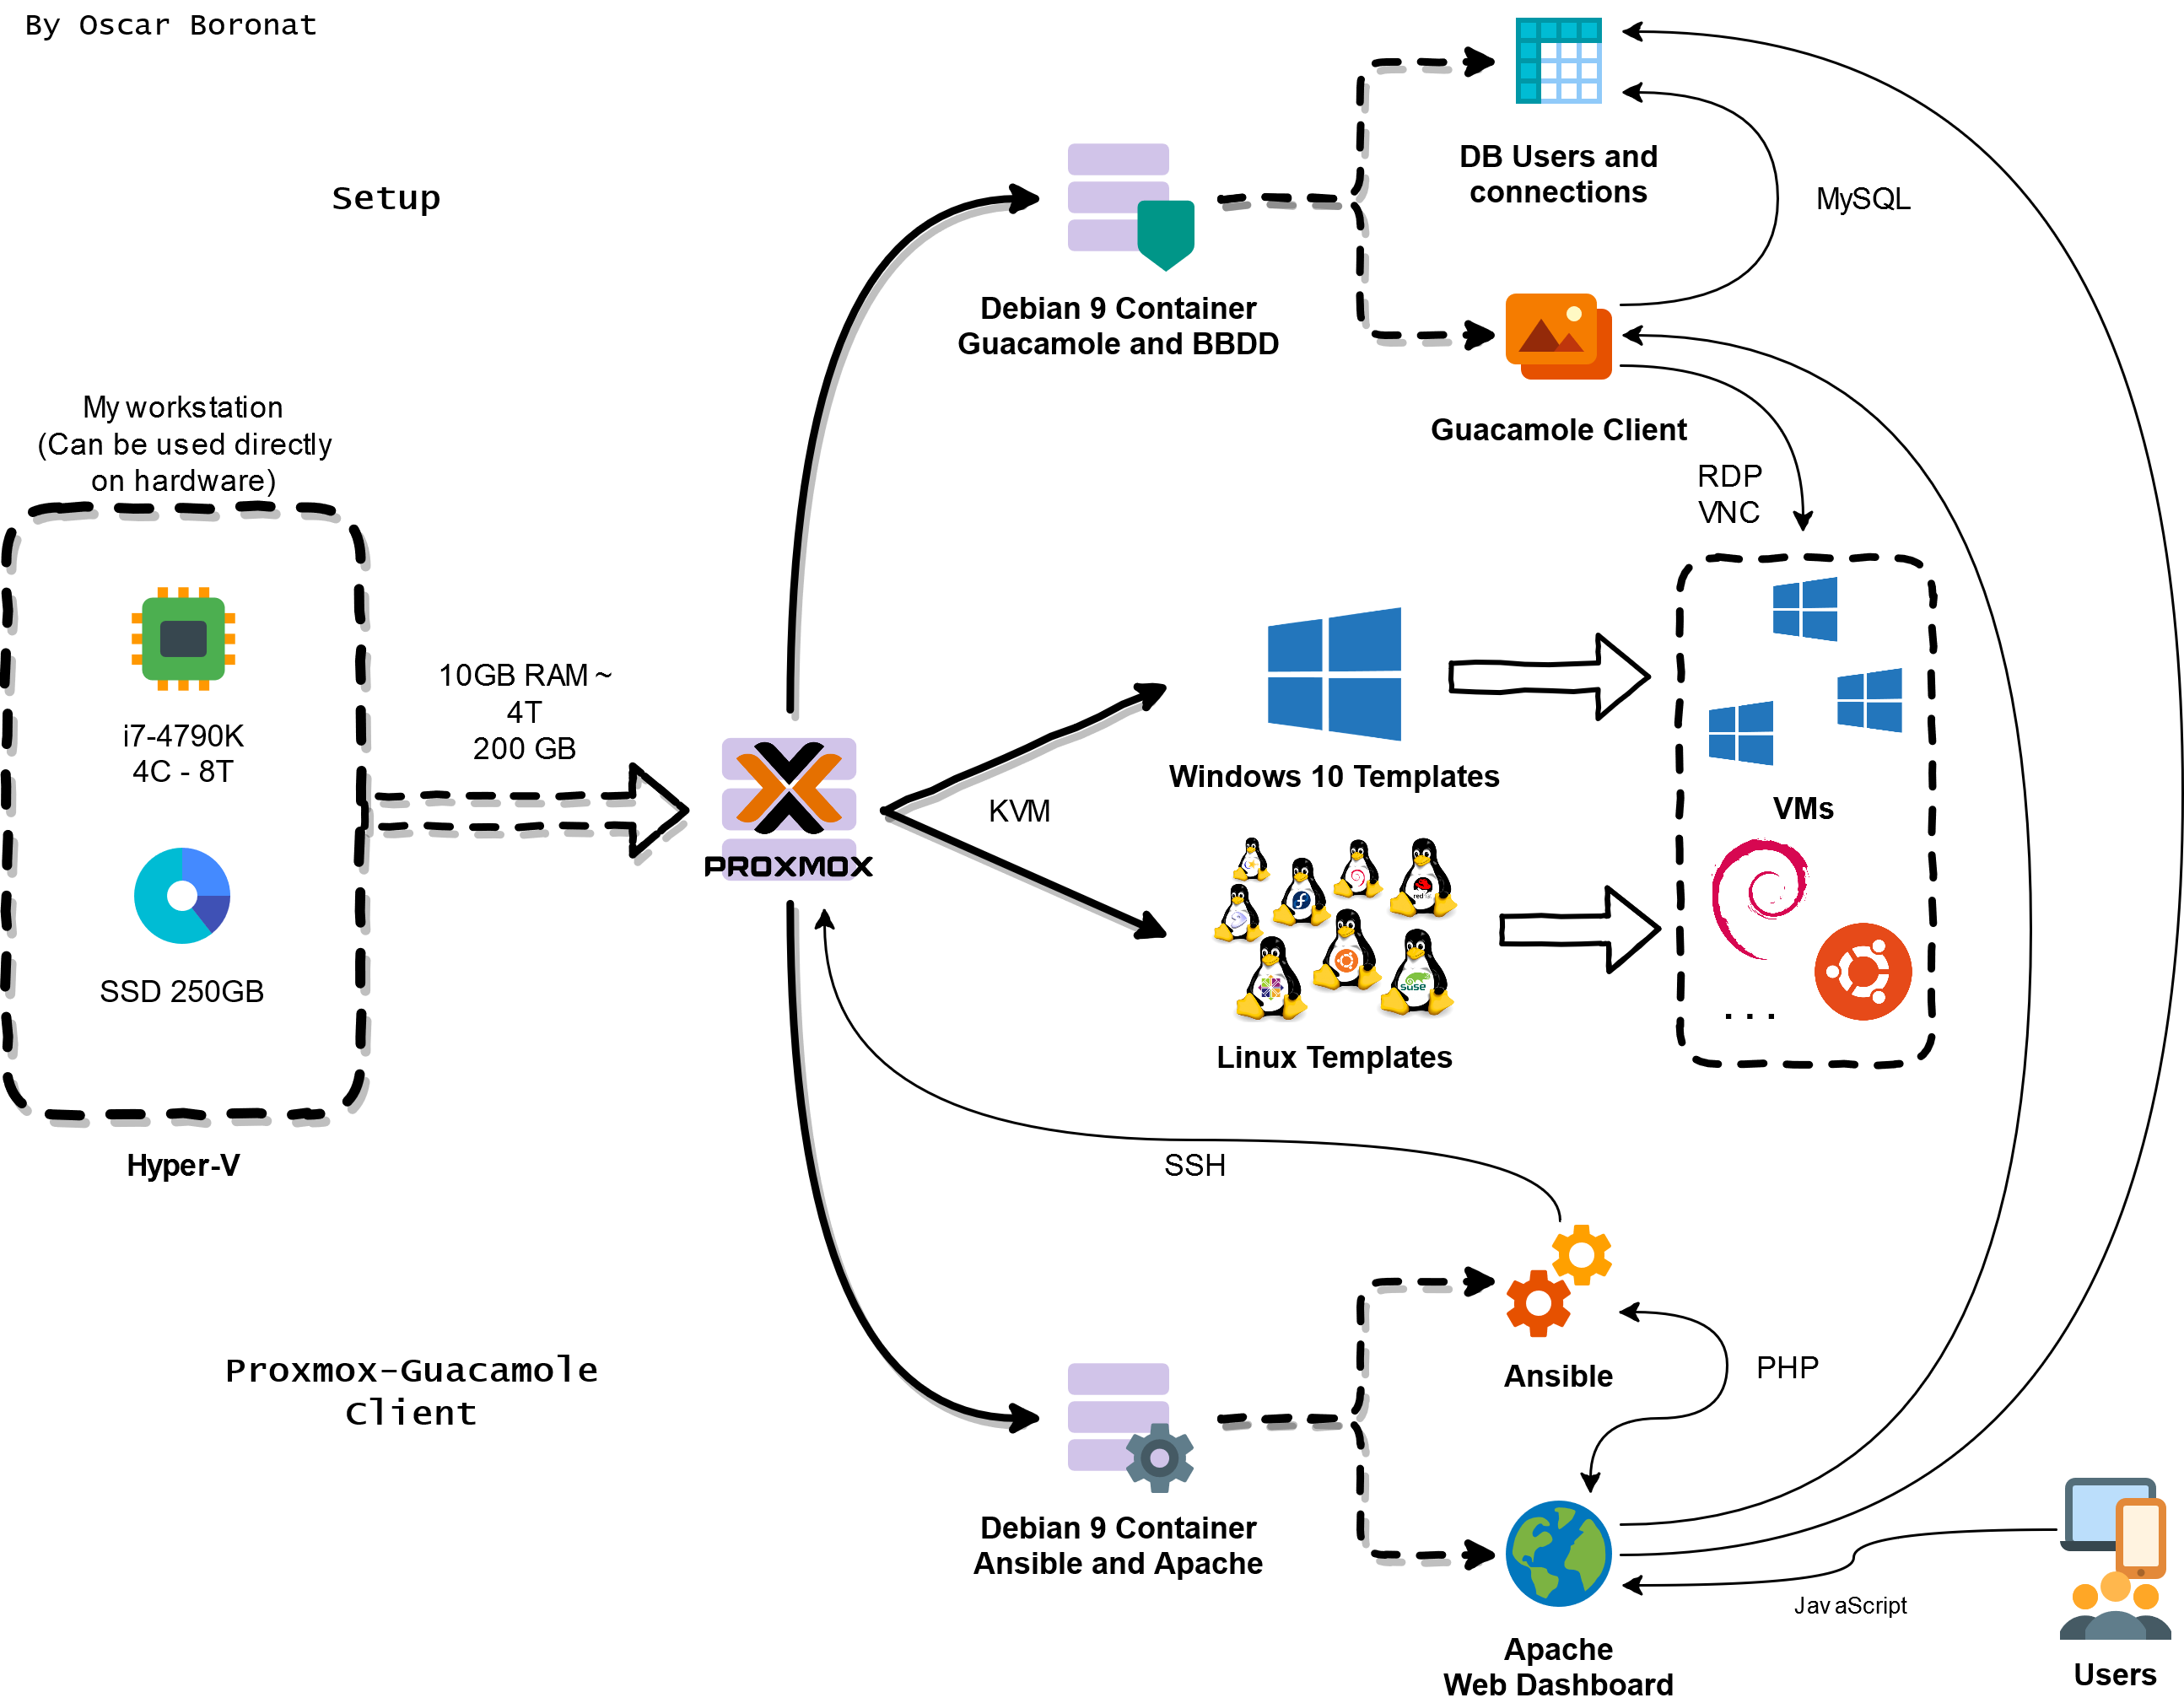 By Oscar Boronat
Setup
My workstation
(Can be used directly
on hardware)
i7-4790K
4C - 8T
SSD 250GB
Hyper-V
10GB RAM ~
4T
200 GB
PROXMOX
Debian 9 Container
Guacamole and BBDD
DB Users and
connections
MySQL
Guacamole Client
RDP
VNC
KVM
Windows 10 Templates
VMs
red
suse
Linux Templates
. . .
SSH
Ansible
PHP
Proxmox-Guacamole
Client
Debian 9 Container
Ansible and Apache
Apache
Web Dashboard
JavaScript
Users